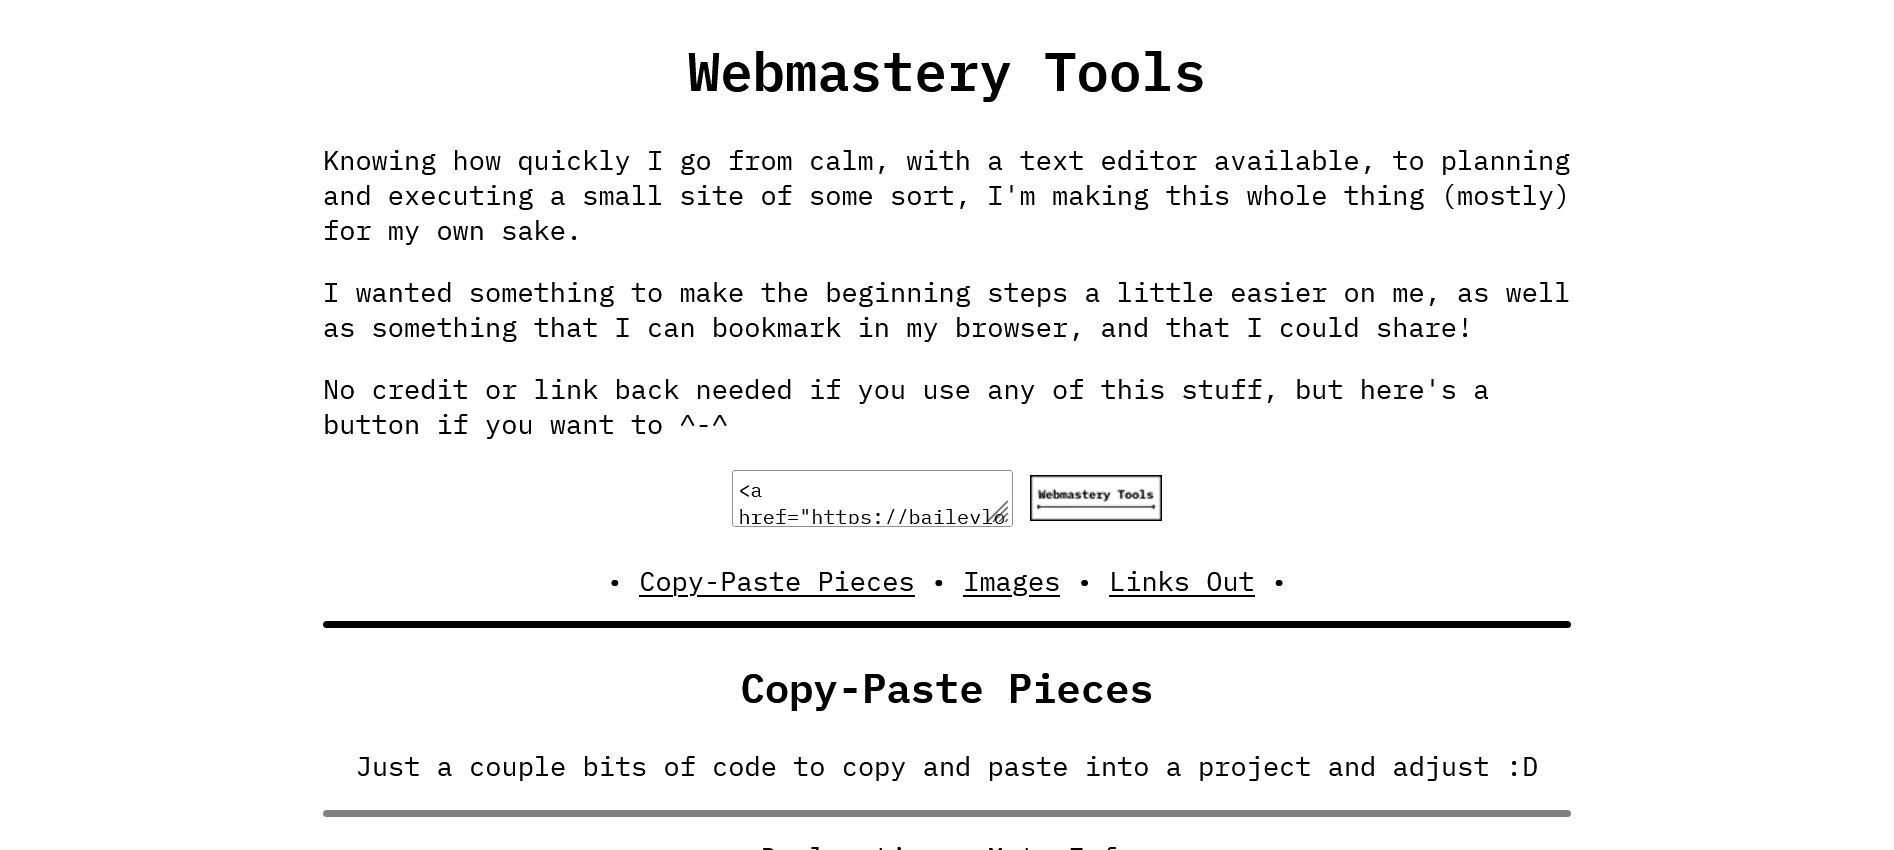 Webmastery Tools
Knowing how quickly I go from calm, with a text editor available, to planning
and executing a small site of some sort, I'm making this whole thing (mostly)
for my own sake.
I wanted something to make the beginning steps a little easier on me, as well
as something that I can bookmark in my browser, and that I could share!
No credit or link back needed if you use any of this stuff, but here's a
button if you want to ^-^
<a
href="https://baileylo
Webmastery Tools
• Copy-Paste Pieces • Images • Links Out •
Copy-Paste Pieces
Just a couple bits of code to copy and paste into a project and adjust :D